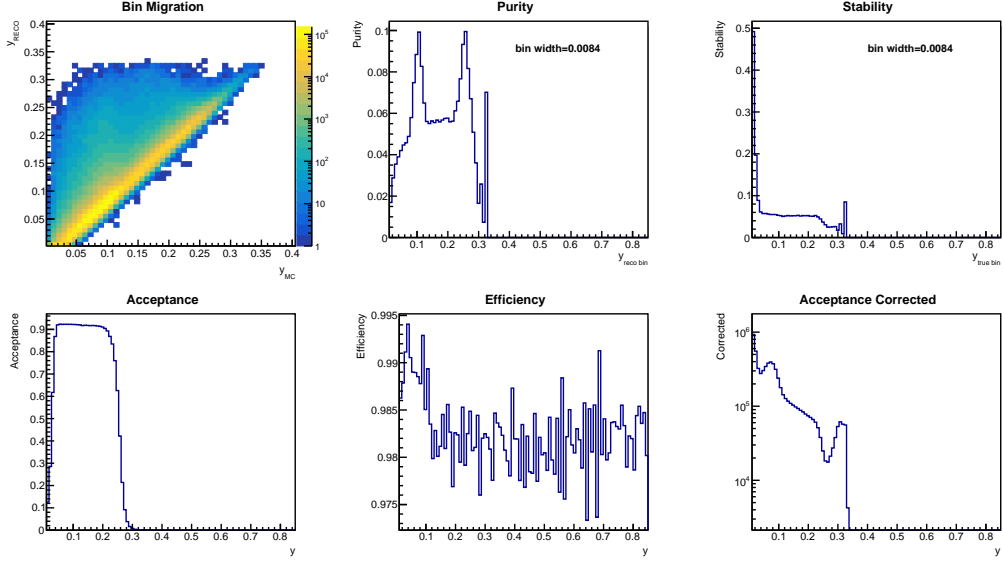 Bin Migration
y RECO
0.4
0.35
0.3
0.25
0.2
0.15
0.1
0.05
0.05 0.1 0.15 0.2 0.25 0.3 0.35 0.4
y MC
10^5
10^4
10^3
10^2
10
1
Purity
Purity
bin width=0.0084
0.1
0.08
0.06
0.04
0.02
0
0.1 0.2 0.3 0.4 0.5 0.6 0.7 0.8
y reco bin
Stability
Stability
bin width=0.0084
0.5
0.4
0.3
0.2
0.1
0
0.1 0.2 0.3 0.4 0.5 0.6 0.7 0.8
y true bin
Acceptance
Acceptance
0.9
0.8
0.7
0.6
0.5
0.4
0.3
0.2
0.1
0
0.1 0.2 0.3 0.4 0.5 0.6 0.7 0.8
y
Efficiency
Efficiency
0.995
0.99
0.985
0.98
0.975
0.1 0.2 0.3 0.4 0.5 0.6 0.7 0.8
y
Acceptance Corrected
Corrected
10^6
10^5
10^4
0.1 0.2 0.3 0.4 0.5 0.6 0.7 0.8
y